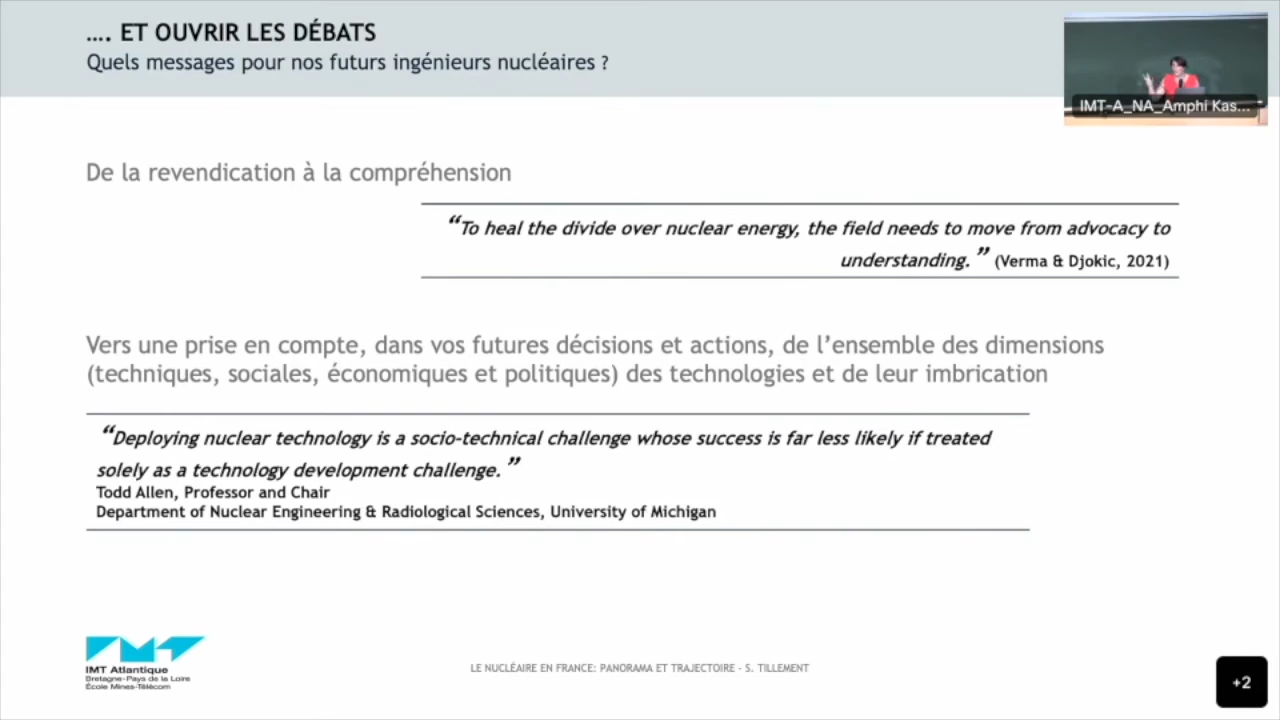 …. ET OUVRIR LES DÉBATS
Quels messages pour nos futurs ingénieurs nucléaires ?
IMT-A_NA_Amphi Kas...
De la revendication à la compréhension
“To heal the divide over nuclear energy, the field needs to move from advocacy to
understanding.” (Verma & Djokic, 2021)
Vers une prise en compte, dans vos futures décisions et actions, de l’ensemble des dimensions
(techniques, sociales, économiques et politiques) des technologies et de leur imbrication
“Deploying nuclear technology is a socio-technical challenge whose success is far less likely if treated
solely as a technology development challenge.”
Todd Allen, Professor and Chair
Department of Nuclear Engineering & Radiological Sciences, University of Michigan
IMT Atlantique
Bretagne-Pays de la Loire
École Mines-Télécom
LE NUCLÉAIRE EN FRANCE: PANORAMA ET TRAJECTOIRE - S. TILLEMENT
+2